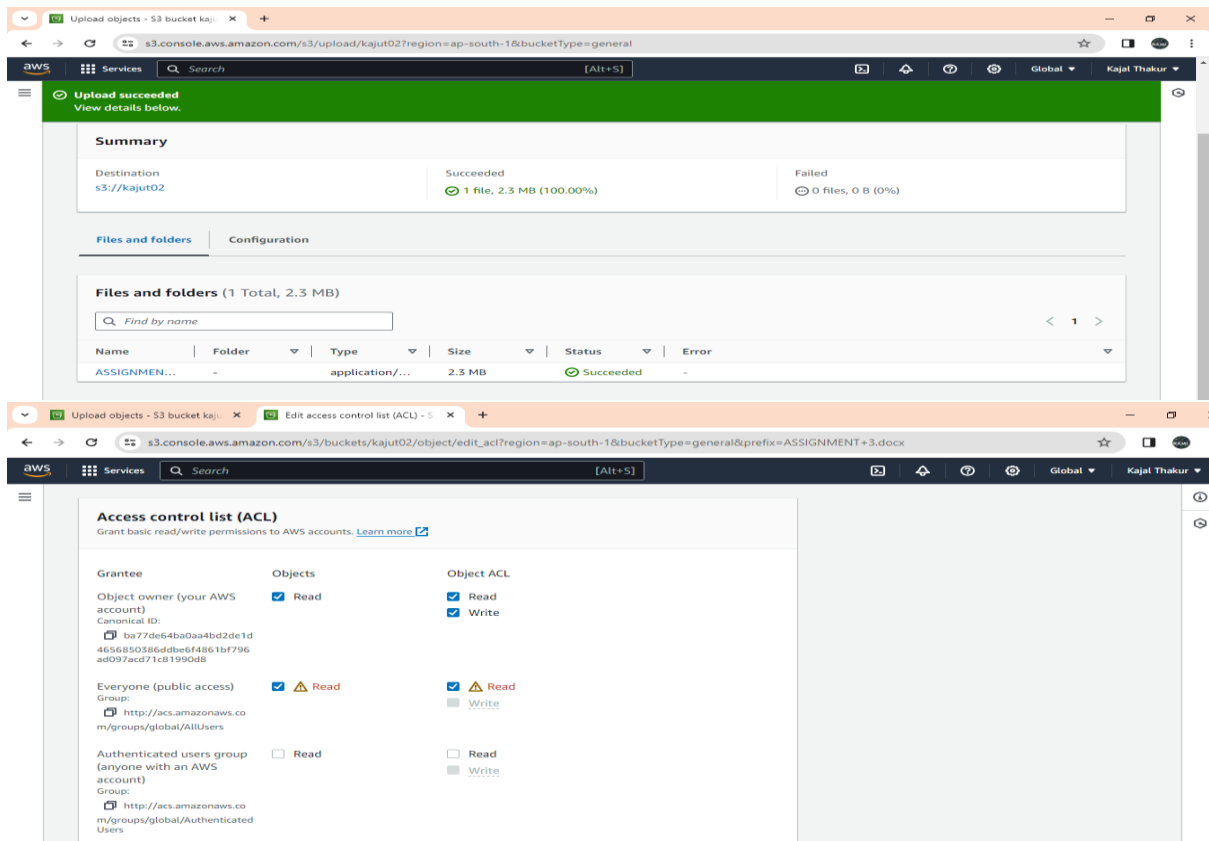 Upload objects - S3 bucket kaju
s3.console.aws.amazon.com/s3/upload/kajut02?region=ap-south-1&bucketType=general
aws Services Search [Alt+S] Global Kajal Thakur
Upload succeeded
View details below.
Summary
Destination Succeeded Failed
s3://kajut02 1 file, 2.3 MB (100.00%) 0 files, 0 B (0%)
Files and folders Configuration
Files and folders (1 Total, 2.3 MB)
Find by name 1
Name Folder Type Size Status Error
ASSIGNMEN... - application/... 2.3 MB Succeeded -
Upload objects - S3 bucket kaju Edit access control list (ACL) - S
s3.console.aws.amazon.com/s3/buckets/kajut02/object/edit_acl?region=ap-south-1&bucketType=general&prefix=ASSIGNMENT+3.docx
aws Services Search [Alt+S] Global Kajal Thakur
Access control list (ACL)
Grant basic read/write permissions to AWS accounts. Learn more
Grantee Objects Object ACL
Object owner (your AWS Read Read
account) Write
Canonical ID:
ba77de64ba0aa4bd2de1d
4656850386ddbe6f4861bf796
ad097acd71c81990d8
Everyone (public access) Read Read
Group: Write
http://acs.amazonaws.co
m/groups/global/AllUsers
Authenticated users group Read Read
(anyone with an AWS Write
account)
Group:
http://acs.amazonaws.co
m/groups/global/Authenticated
Users